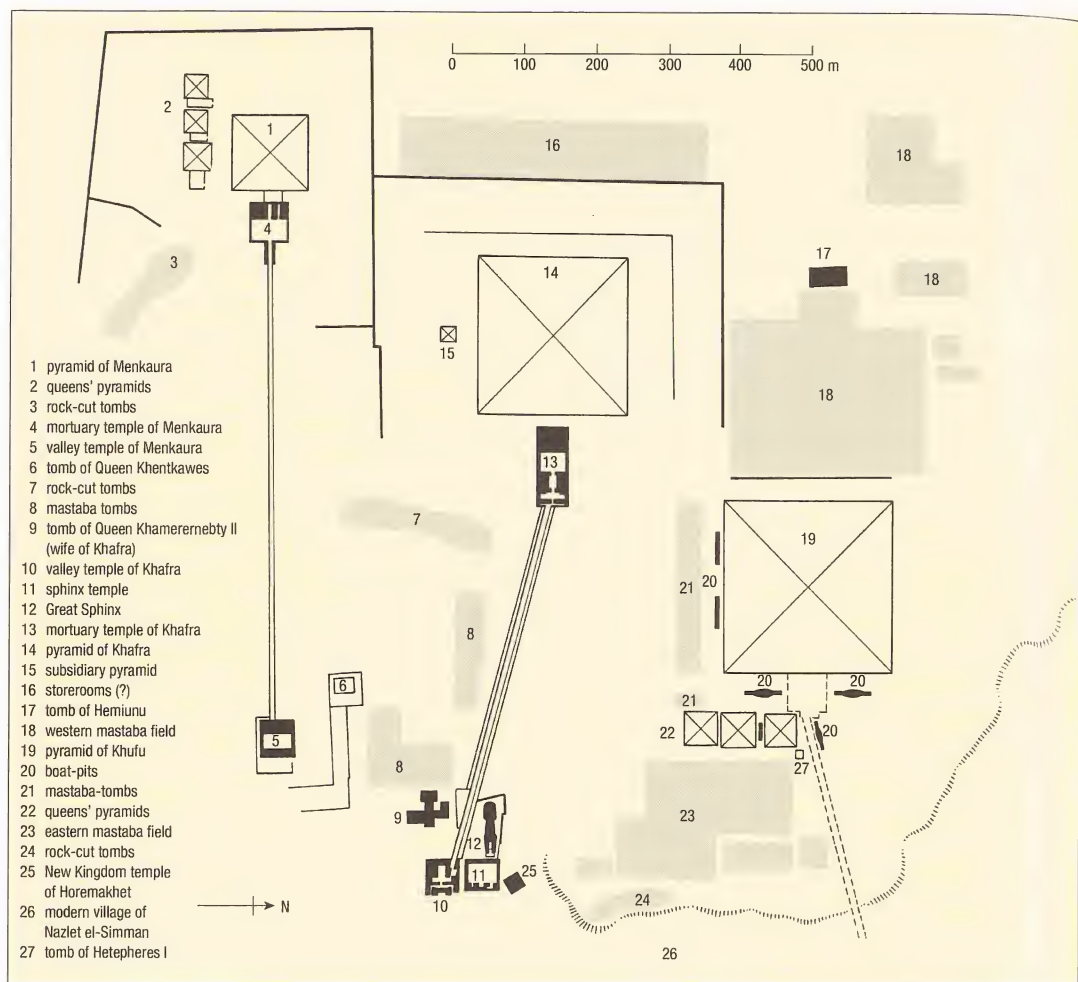 0 100 200 300 400 500 m
2
1
16
18
4
17
3
14
18
15
18
13
7
19
21
20
8
6
20
20
21
22
20
5
27
8
9
23
12
11
25
10
24
26
N
1 pyramid of Menkaura
2 queens' pyramids
3 rock-cut tombs
4 mortuary temple of Menkaura
5 valley temple of Menkaura
6 tomb of Queen Khentkawes
7 rock-cut tombs
8 mastaba tombs
9 tomb of Queen Khamerernebty II
(wife of Khafra)
10 valley temple of Khafra
11 sphinx temple
12 Great Sphinx
13 mortuary temple of Khafra
14 pyramid of Khafra
15 subsidiary pyramid
16 storerooms (?)
17 tomb of Hemiunu
18 western mastaba field
19 pyramid of Khufu
20 boat-pits
21 mastaba-tombs
22 queens' pyramids
23 eastern mastaba field
24 rock-cut tombs
25 New Kingdom temple
of Horemakhet
26 modern village of
Nazlet el-Simman
27 tomb of Hetepheres I